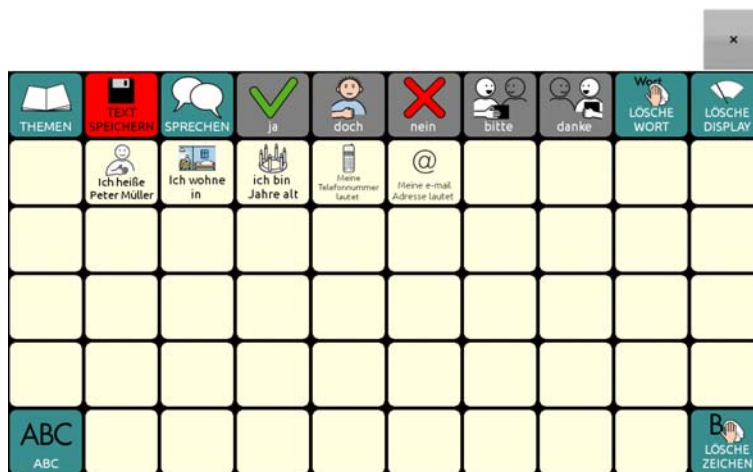 ×
THEMEN
TEXT
SPEICHERN
SPRECHEN
ja
doch
nein
bitte
danke
Wort
LÖSCHE
WORT
LÖSCHE
DISPLAY
Ich heiße
Peter Müller
Ich wohne
in
ich bin
Jahre alt
Meine
Telefonnummer
lautet
@
Meine e-mail
Adresse lautet
ABC
ABC
B
LÖSCHE
ZEICHEN